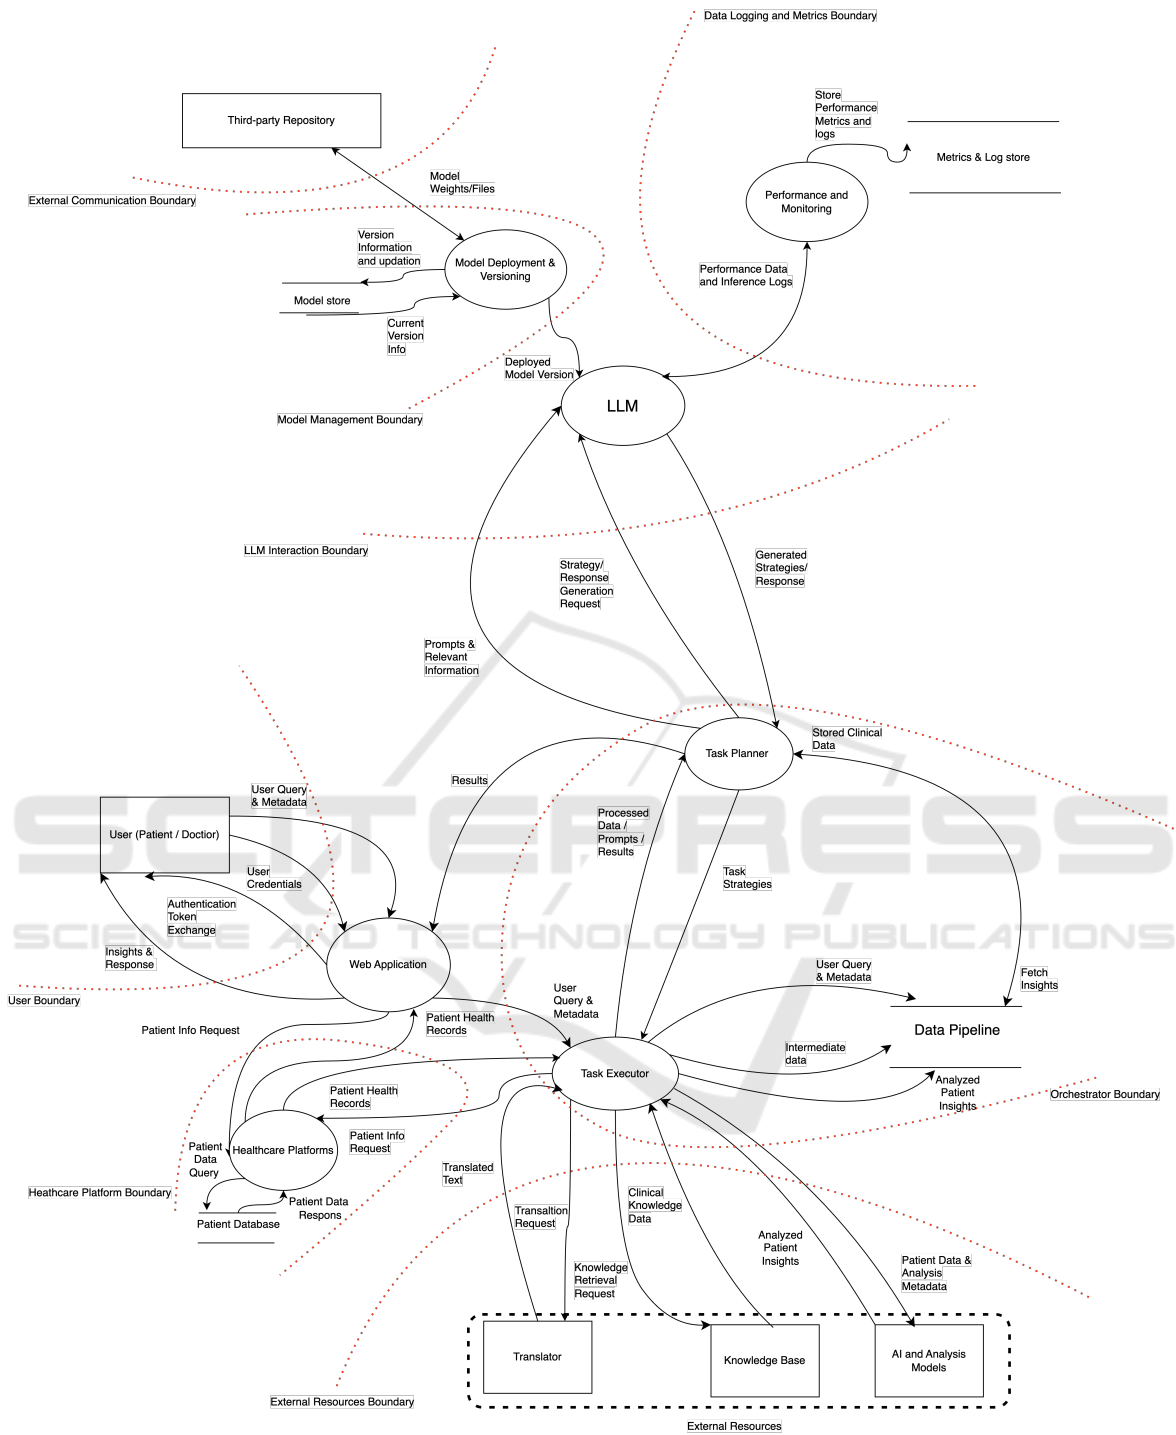 Data Logging and Metrics Boundary
Store
Performance
Metrics and
logs
Third-party Repository
Metrics & Log store
Model
Weights/Files
External Communication Boundary
Performance and
Monitoring
Version
Information
and updation
Model Deployment &
Versioning
Performance Data
and Inference Logs
Model store
Current
Version
Info
Deployed
Model Version
LLM
Model Management Boundary
LLM Interaction Boundary
Strategy/
Response
Generation
Request
Generated
Strategies/
Response
Prompts &
Relevant
Information
Stored Clinical
Data
Task Planner
Results
User Query
& Metadata
User (Patient / Doctior)
Processed
Data /
Prompts /
Results
User
Credentials
Task
Strategies
Authentication
Token
Exchange
SCITEPRESS
SCIENCE AND TECHNOLOGY PUBLICATIONS
Insights &
Response
Web Application
User Query
& Metadata
Fetch
Insights
User Boundary
User
Query &
Metadata
Patient Health
Records
Patient Info Request
Data Pipeline
Intermediate
data
Task Executor
Analyzed
Patient
Insights
Orchestrator Boundary
Patient Health
Records
Patient Info
Request
Healthcare Platforms
Patient
Data
Query
Translated
Text
Heathcare Platform Boundary
Patient Data
Respons
Patient Database
Clinical
Knowledge
Data
Transaltion
Request
Analyzed
Patient
Insights
Patient Data &
Analysis
Metadata
Knowledge
Retrieval
Request
Translator
Knowledge Base
AI and Analysis
Models
External Resources Boundary
External Resources